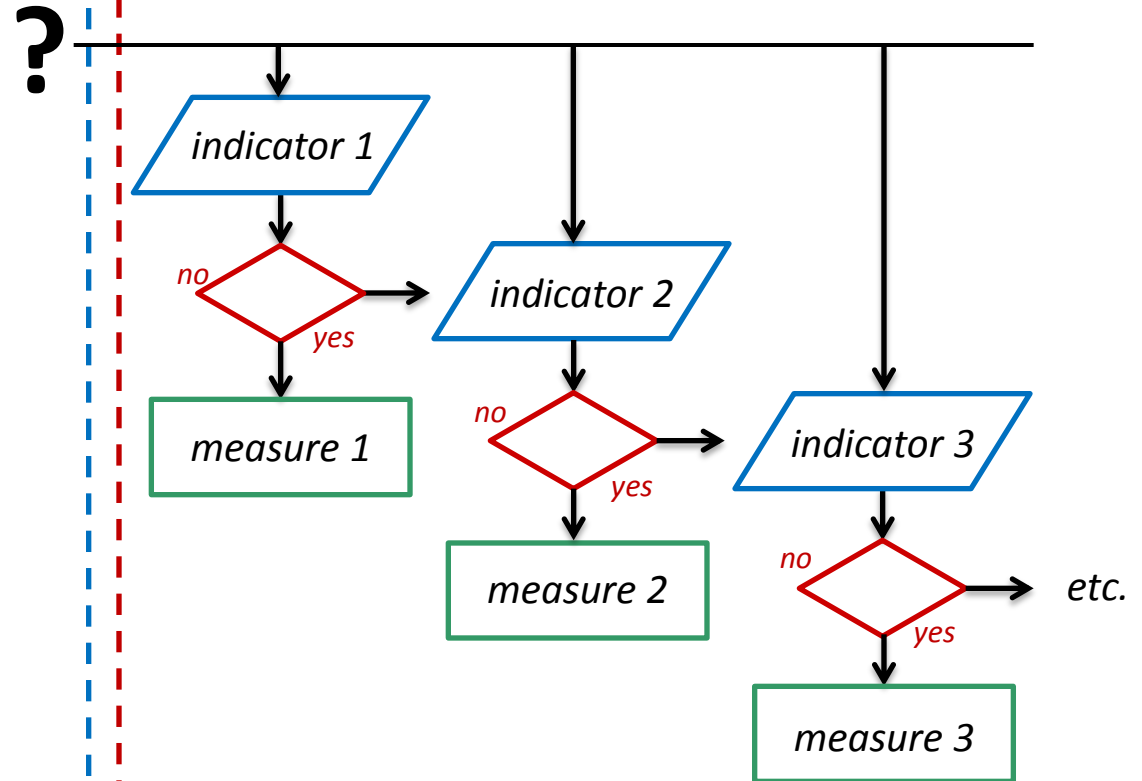 ?
indicator 1
no
yes
measure 1
indicator 2
no
yes
measure 2
indicator 3
no
yes
etc.
measure 3